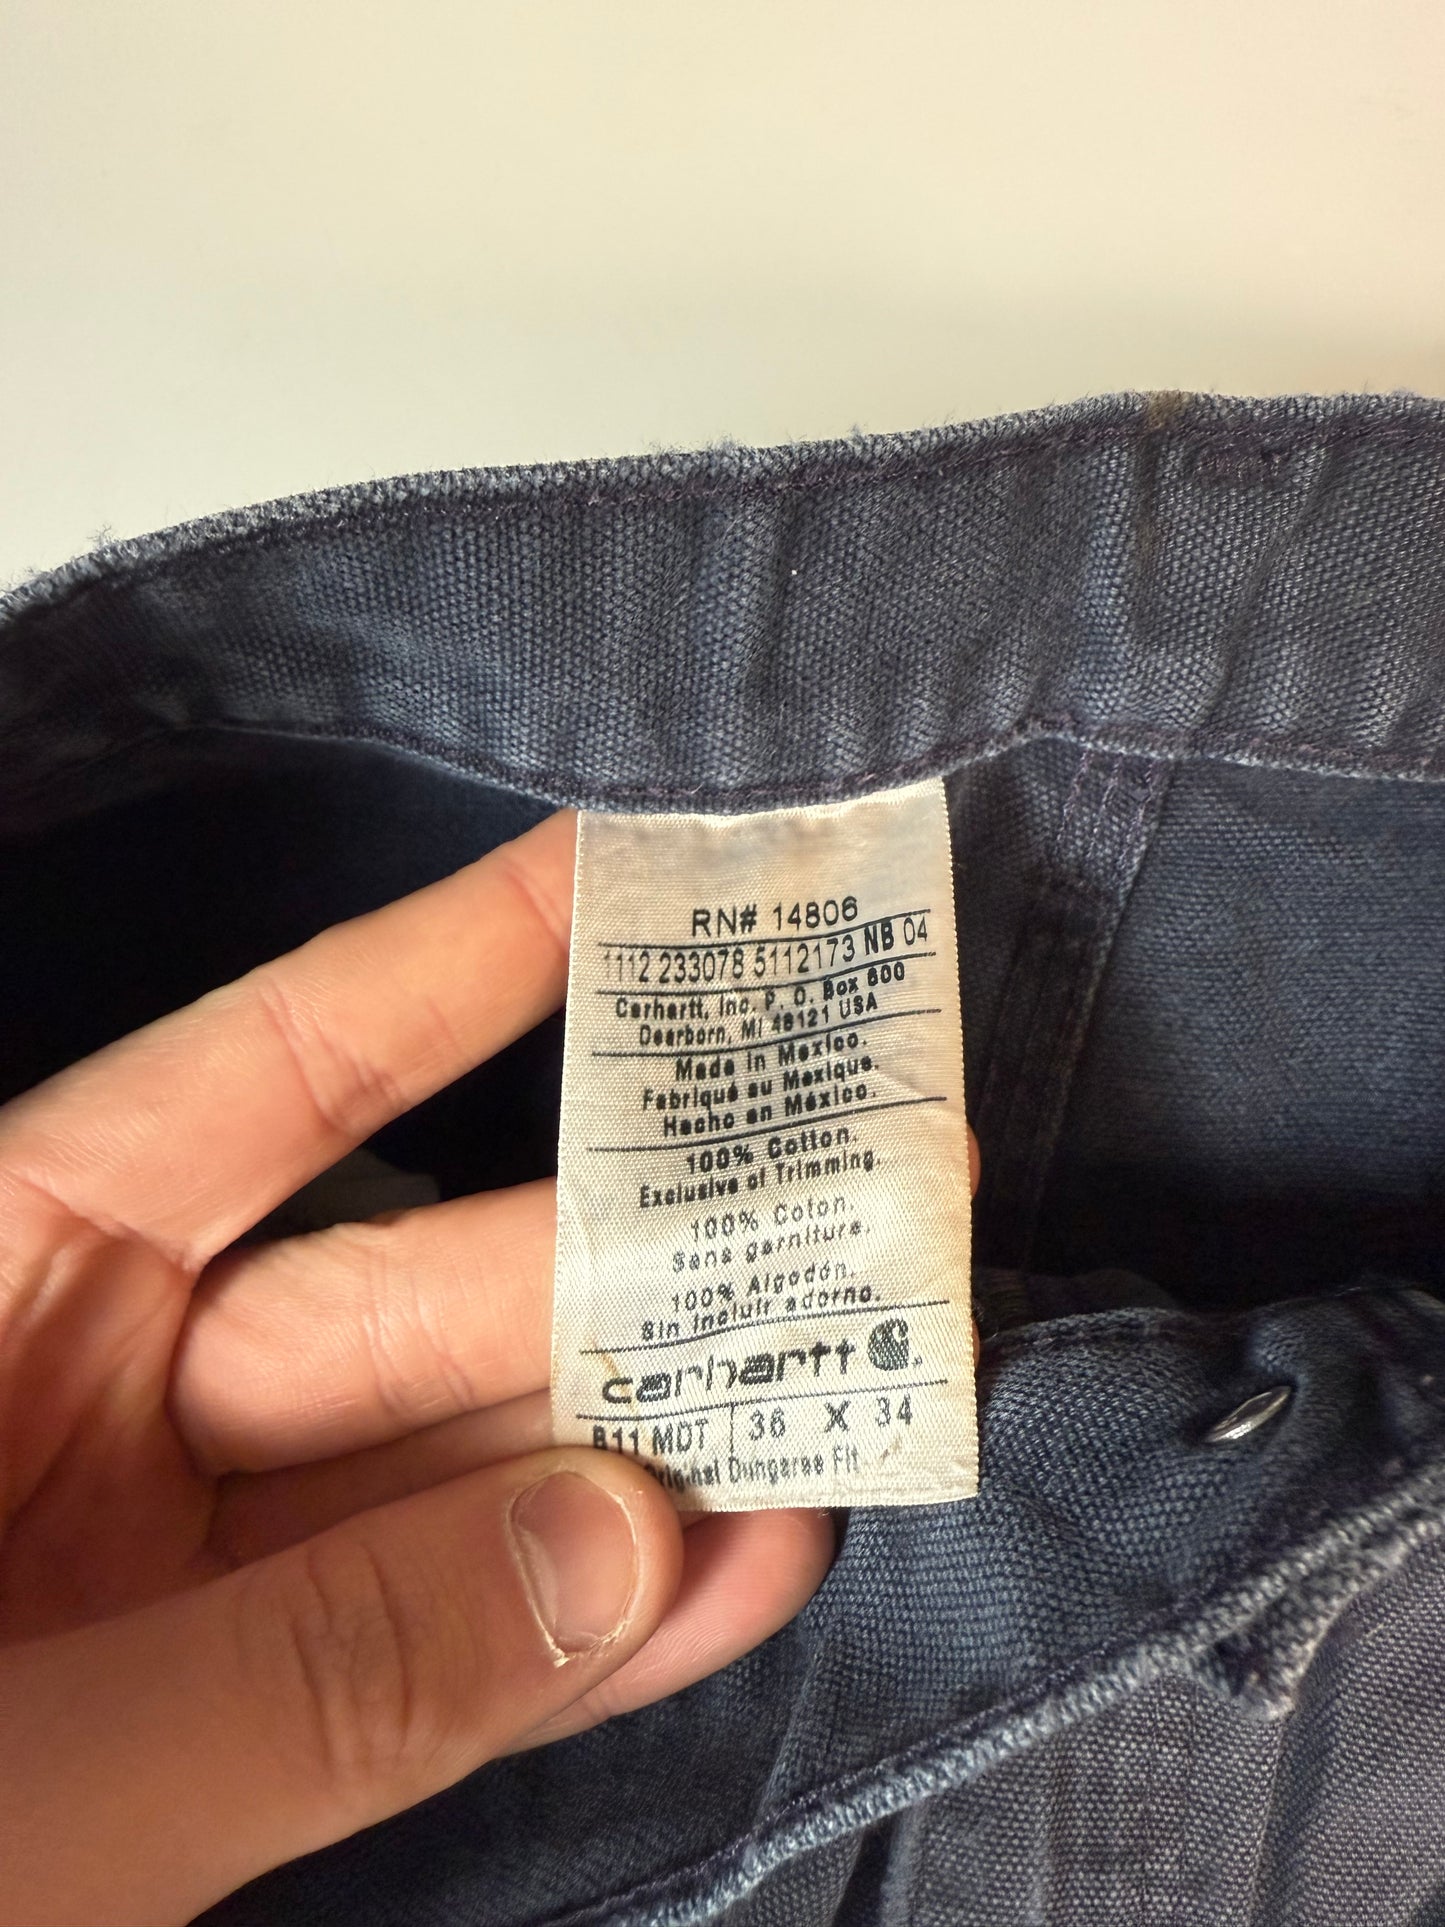 RN# 14806
1112 233078 5112173 NB 04
Carhartt, Inc. P. O. Box 600
Dearborn, MI 48121 USA
Made in Mexico.
Fabriqué au Mexique.
Hecho en México.
100% Cotton.
Exclusive of Trimming.
100% Coton.
Sans garniture.
100% Algodón.
Sin incluir adorno.
carhartt
B11 MDT 36 X 34
Original Dungaree Fit